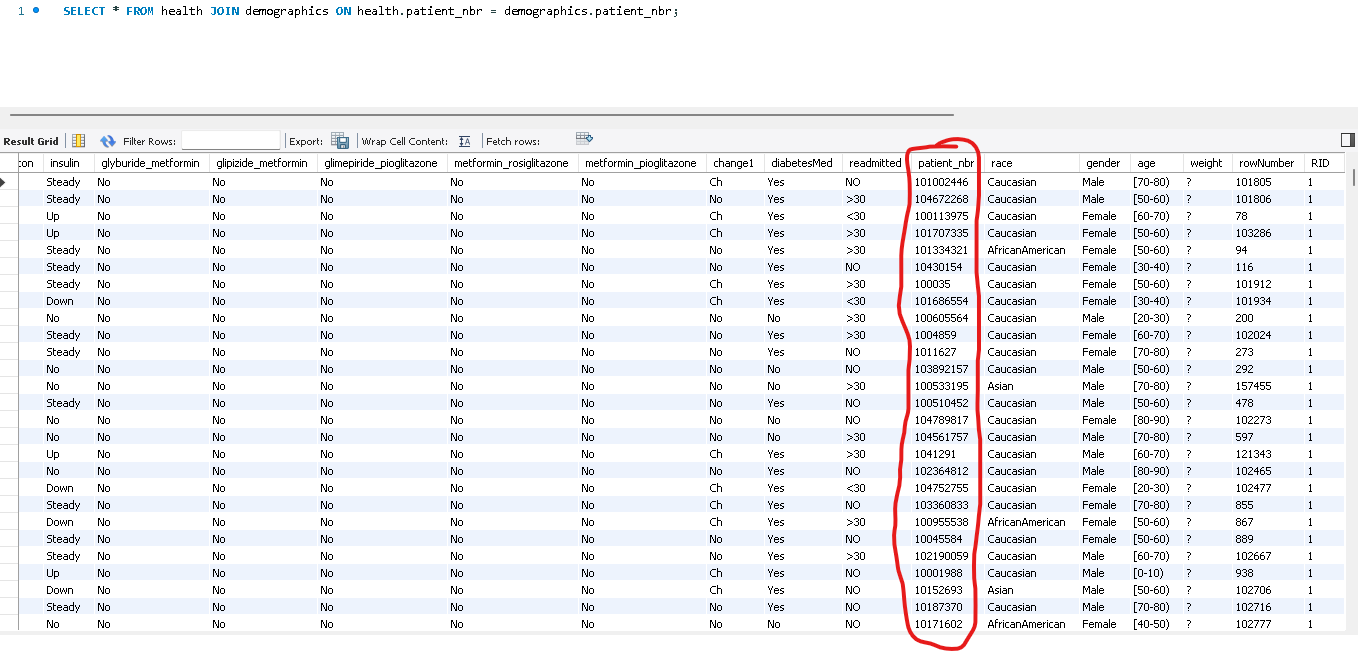 1 SELECT * FROM health JOIN demographics ON health.patient_nbr = demographics.patient_nbr;
Result Grid Filter Rows: Export: Wrap Cell Content: Fetch rows:
:on insulin glyburide_metformin glipizide_metformin glimepiride_pioglitazone metformin_rosiglitazone metformin_pioglitazone change1 diabetesMed readmitted patient_nbr race gender age weight rowNumber RID
Steady No No No No No Ch Yes NO 101002446 Caucasian Male [70-80) ? 101805 1
Steady No No No No No No Yes >30 104672268 Caucasian Male [50-60) ? 101806 1
Up No No No No No Ch Yes <30 100113975 Caucasian Female [60-70) ? 78 1
Up No No No No No Ch Yes >30 101707335 Caucasian Female [50-60) ? 103286 1
Steady No No No No No No Yes >30 101334321 AfricanAmerican Female [50-60) ? 94 1
Steady No No No No No No Yes NO 10430154 Caucasian Female [30-40) ? 116 1
Steady No No No No No Ch Yes >30 100035 Caucasian Female [50-60) ? 101912 1
Down No No No No No Ch Yes <30 101686554 Caucasian Female [30-40) ? 101934 1
No No No No No No No No >30 100605564 Caucasian Male [20-30) ? 200 1
Steady No No No No No Ch Yes >30 1004859 Caucasian Female [60-70) ? 102024 1
Steady No No No No No No Yes NO 1011627 Caucasian Female [70-80) ? 273 1
No No No No No No No No NO 103892157 Caucasian Male [50-60) ? 292 1
No No No No No No No No >30 100533195 Asian Male [70-80) ? 157455 1
Steady No No No No No No Yes NO 100510452 Caucasian Male [50-60) ? 478 1
No No No No No No No No NO 104789817 Caucasian Female [80-90) ? 102273 1
No No No No No No No No >30 104561757 Caucasian Male [70-80) ? 597 1
Up No No No No No Ch Yes >30 1041291 Caucasian Male [60-70) ? 121343 1
No No No No No No No Yes NO 102364812 Caucasian Male [80-90) ? 102465 1
Down No No No No No Ch Yes <30 104752755 Caucasian Female [20-30) ? 102477 1
Steady No No No No No Ch Yes NO 103360833 Caucasian Female [70-80) ? 855 1
Down No No No No No Ch Yes >30 100955538 AfricanAmerican Female [50-60) ? 867 1
Steady No No No No No Ch Yes NO 10045584 Caucasian Female [50-60) ? 889 1
Steady No No No No No No Yes >30 102190059 Caucasian Male [60-70) ? 102667 1
Up No No No No No Ch Yes NO 10001988 Caucasian Male [0-10) ? 938 1
Down No No No No No Ch Yes NO 10152693 Asian Male [50-60) ? 102706 1
Steady No No No No No No Yes NO 10187370 Caucasian Male [70-80) ? 102716 1
No No No No No No No No NO 10171602 AfricanAmerican Female [40-50) ? 102777 1